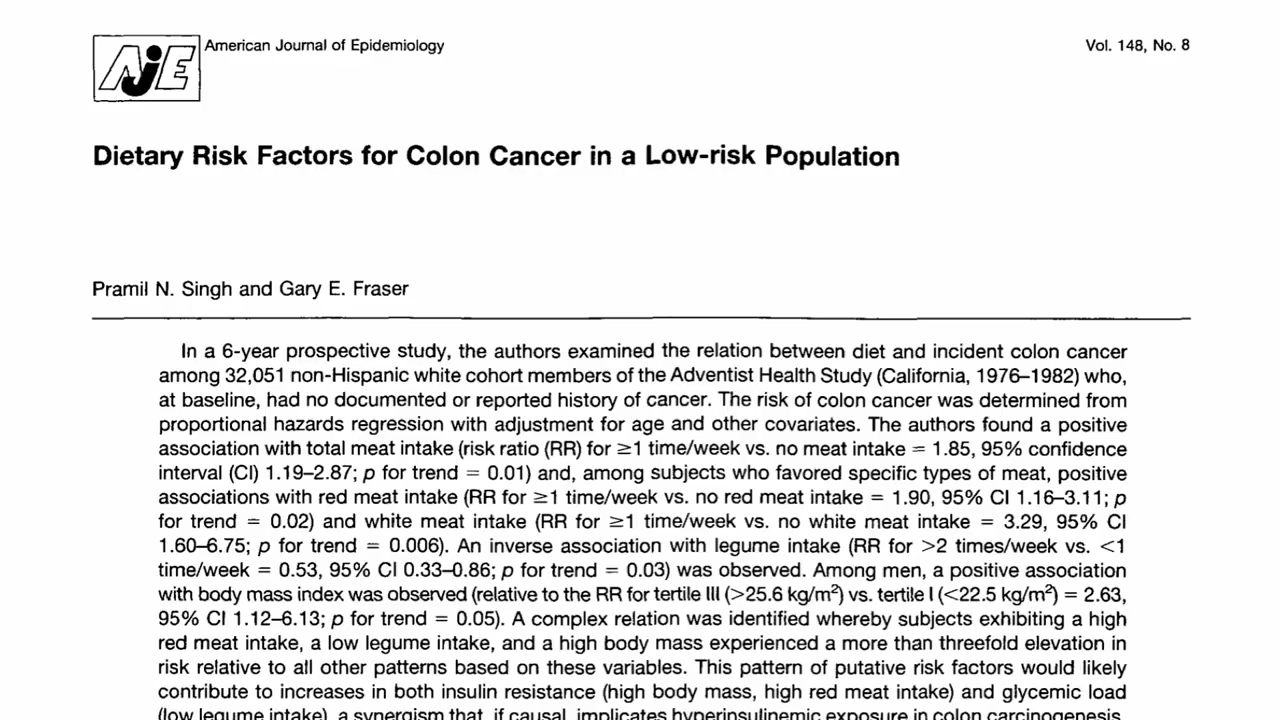 AJE
American Journal of Epidemiology
Vol. 148, No. 8
Dietary Risk Factors for Colon Cancer in a Low-risk Population
Pramil N. Singh and Gary E. Fraser
In a 6-year prospective study, the authors examined the relation between diet and incident colon cancer
among 32,051 non-Hispanic white cohort members of the Adventist Health Study (California, 1976–1982) who,
at baseline, had no documented or reported history of cancer. The risk of colon cancer was determined from
proportional hazards regression with adjustment for age and other covariates. The authors found a positive
association with total meat intake (risk ratio (RR) for ≥1 time/week vs. no meat intake = 1.85, 95% confidence
interval (CI) 1.19–2.87; p for trend = 0.01) and, among subjects who favored specific types of meat, positive
associations with red meat intake (RR for ≥1 time/week vs. no red meat intake = 1.90, 95% CI 1.16–3.11; p
for trend = 0.02) and white meat intake (RR for ≥1 time/week vs. no white meat intake = 3.29, 95% CI
1.60–6.75; p for trend = 0.006). An inverse association with legume intake (RR for >2 times/week vs. <1
time/week = 0.53, 95% CI 0.33–0.86; p for trend = 0.03) was observed. Among men, a positive association
with body mass index was observed (relative to the RR for tertile III (>25.6 kg/m²) vs. tertile I (<22.5 kg/m²) = 2.63,
95% CI 1.12–6.13; p for trend = 0.05). A complex relation was identified whereby subjects exhibiting a high
red meat intake, a low legume intake, and a high body mass experienced a more than threefold elevation in
risk relative to all other patterns based on these variables. This pattern of putative risk factors would likely
contribute to increases in both insulin resistance (high body mass, high red meat intake) and glycemic load
(low legume intake), a synergism that, if causal, implicates hyperinsulinemic exposure in colon carcinogenesis.